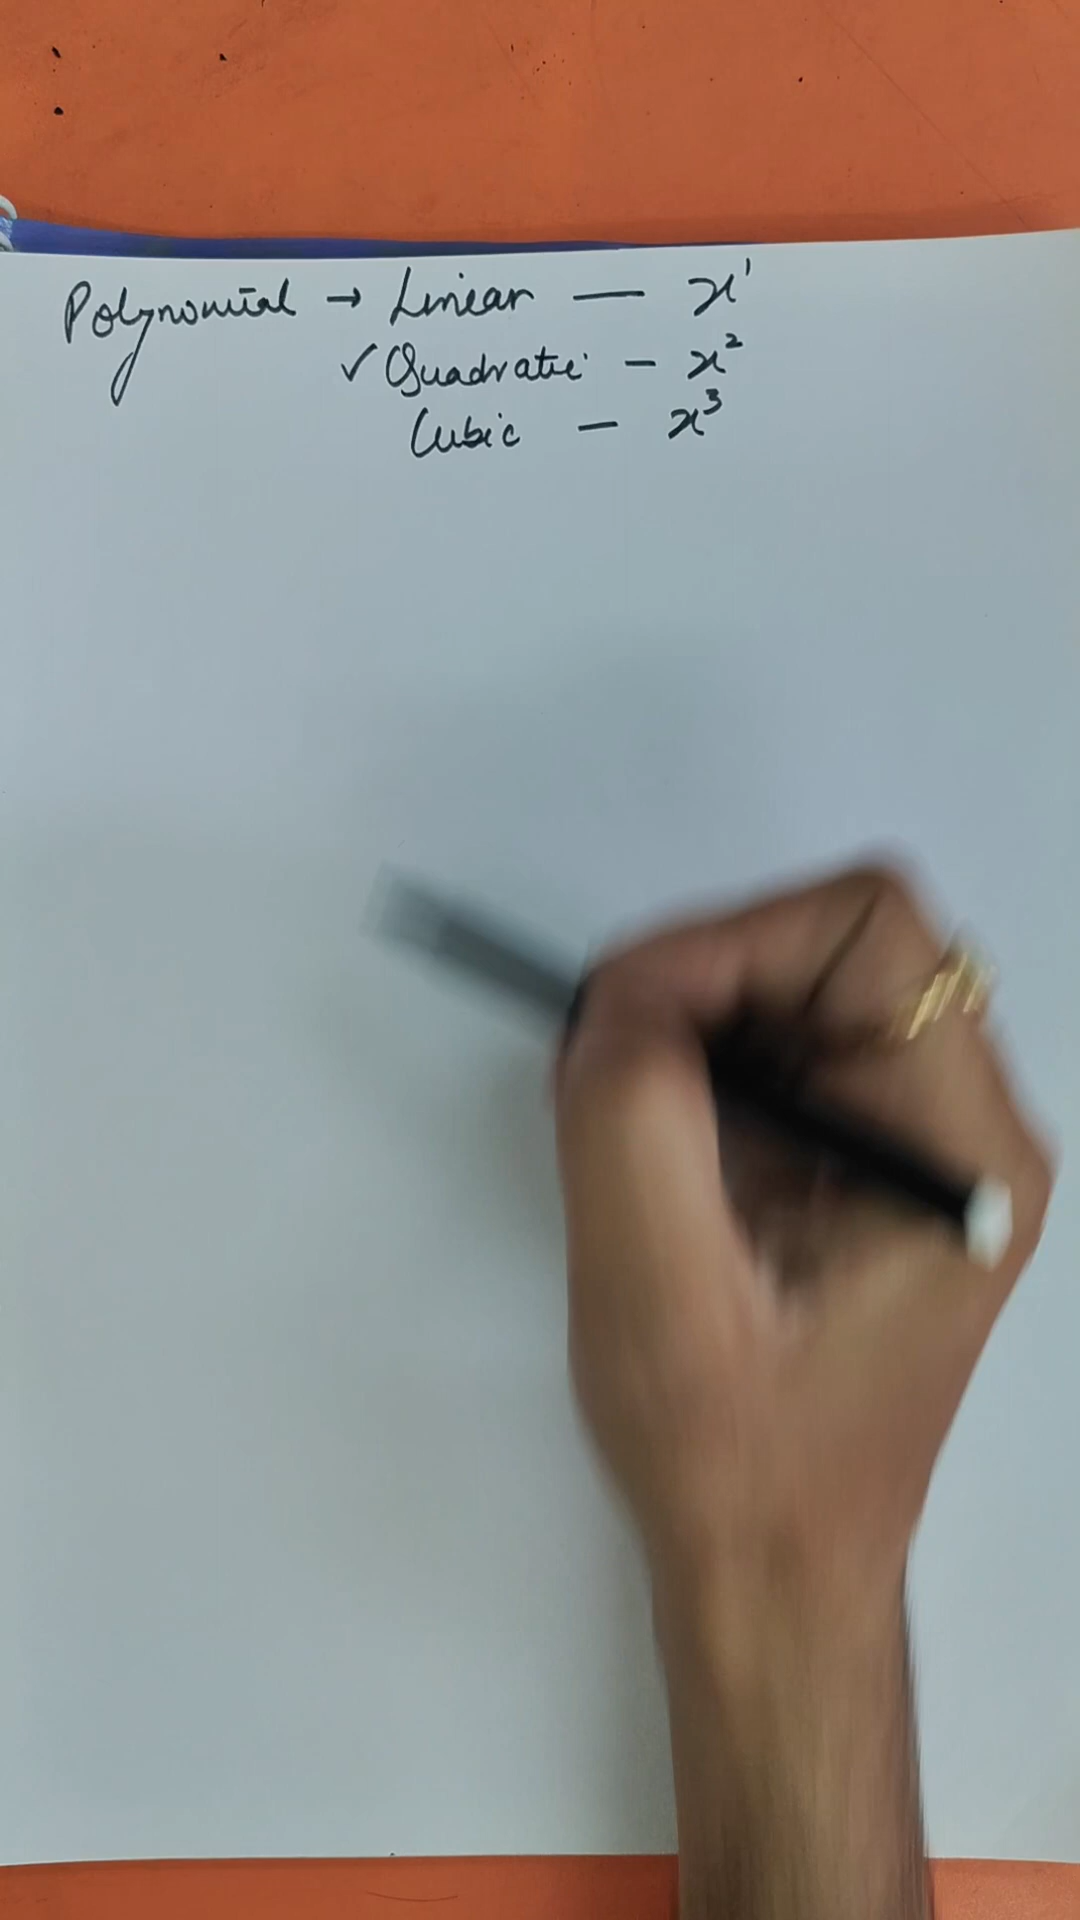 Polynomial → Linear — x¹
✓ Quadratic – x²
Cubic – x³